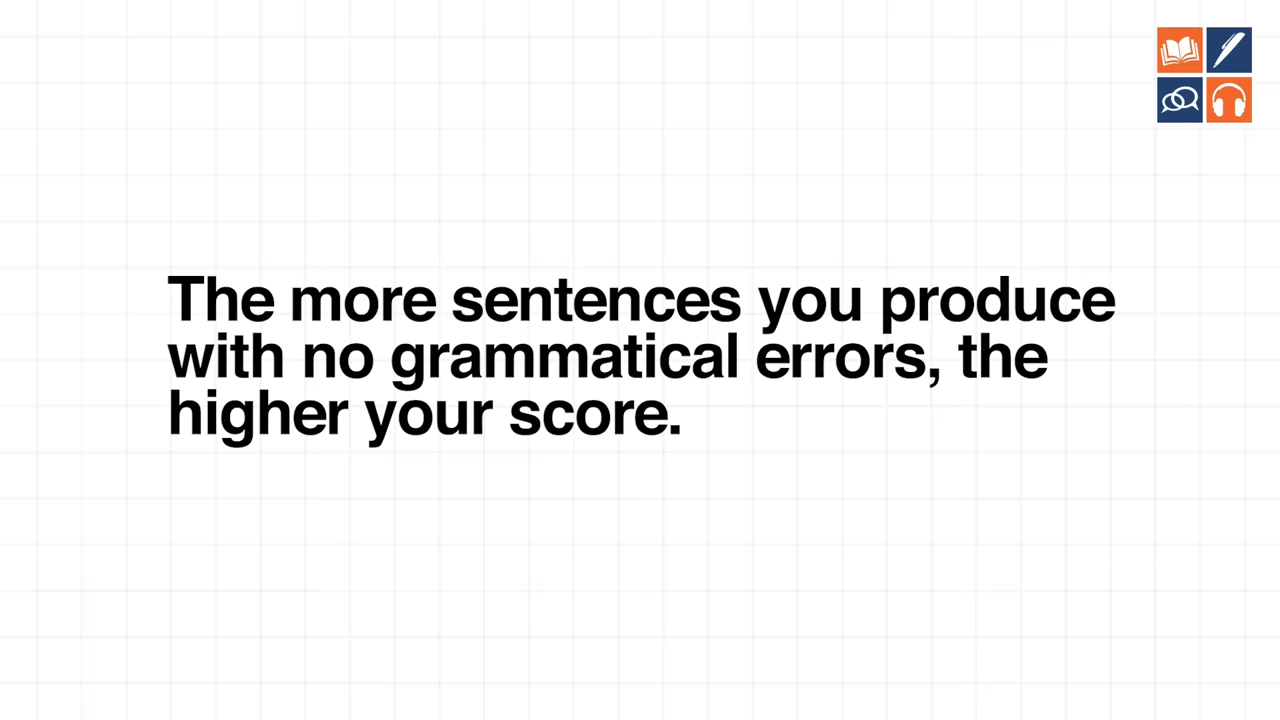 The more sentences you produce
with no grammatical errors, the
higher your score.